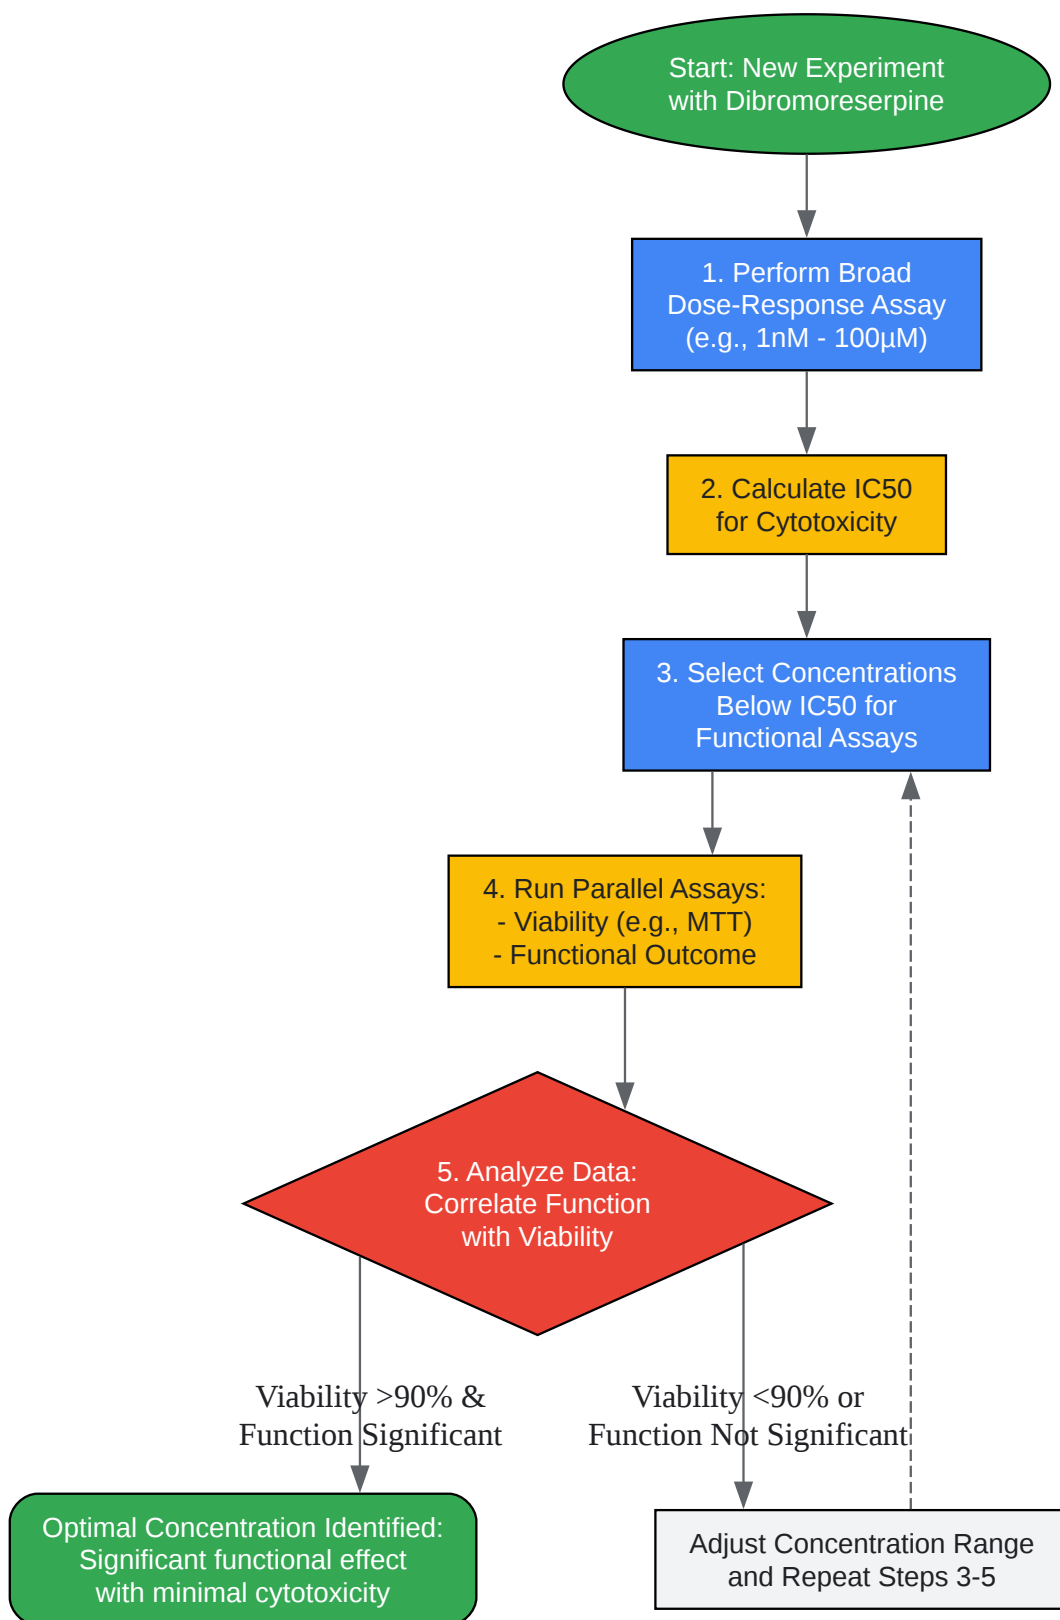 Start: New Experiment
with Dibromoreserpine
1. Perform Broad
Dose-Response Assay
(e.g., 1nM - 100µM)
2. Calculate IC50
for Cytotoxicity
3. Select Concentrations
Below IC50 for
Functional Assays
4. Run Parallel Assays:
- Viability (e.g., MTT)
- Functional Outcome
5. Analyze Data:
Correlate Function
with Viability
Viability >90% &
Function Significant
Viability <90% or
Function Not Significant
Optimal Concentration Identified:
Significant functional effect
with minimal cytotoxicity
Adjust Concentration Range
and Repeat Steps 3-5